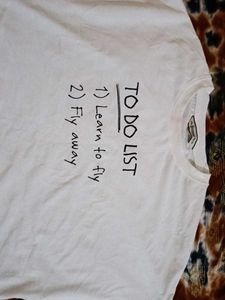 TO DO LIST
1) Learn to fly
2) Fly away